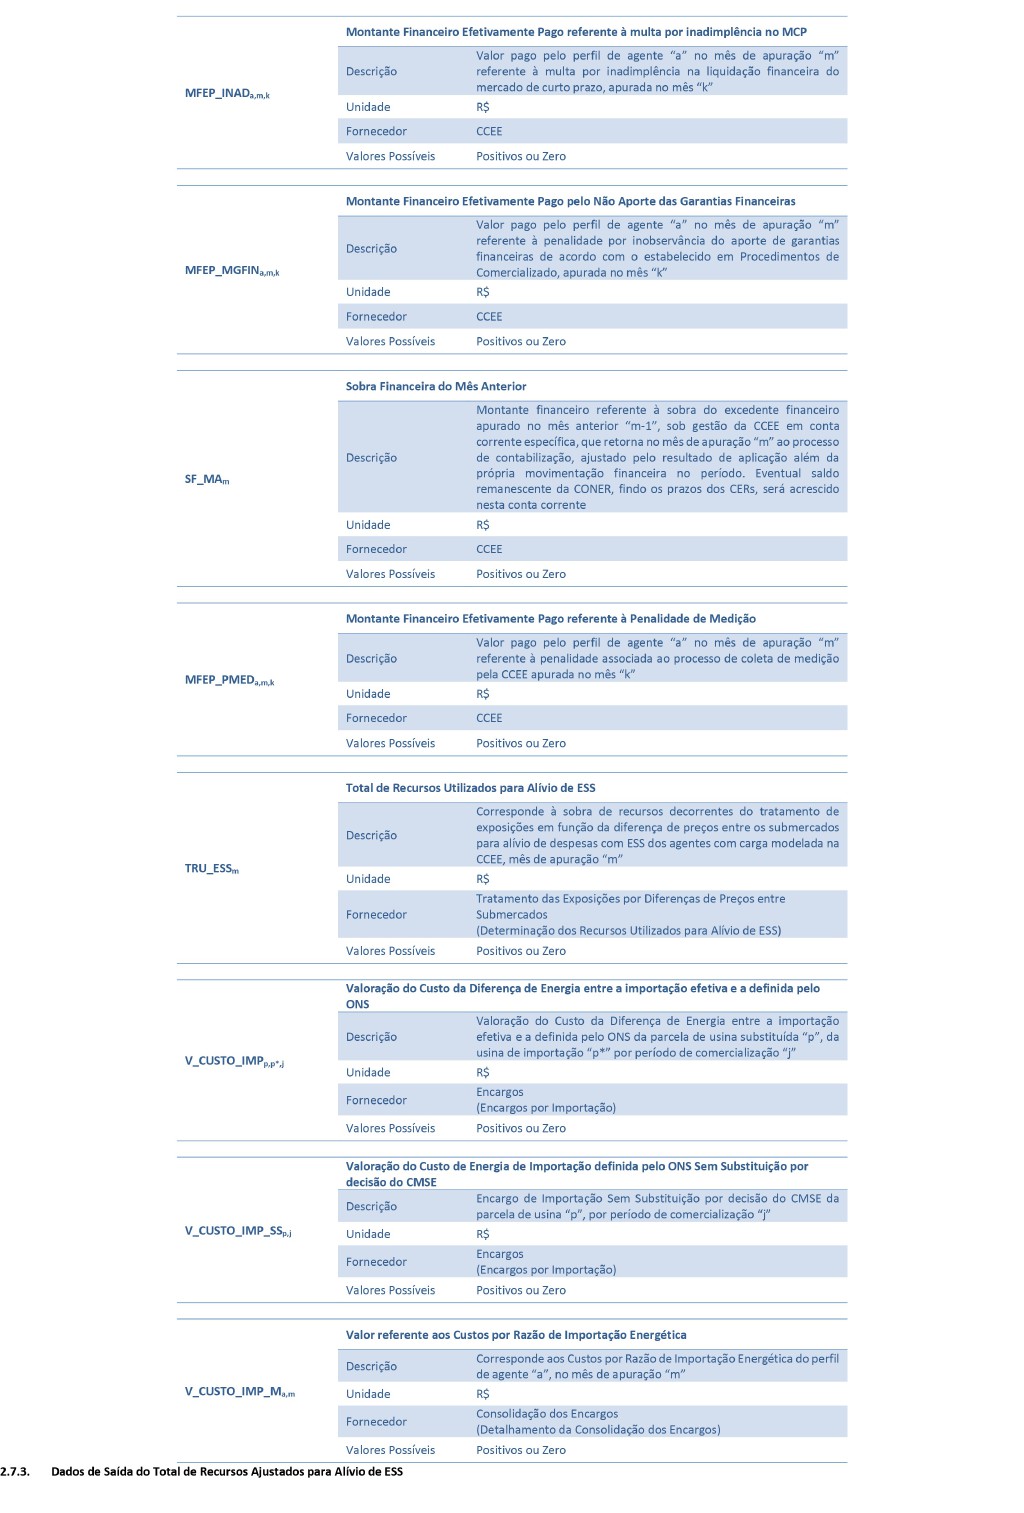 Montante Financeiro Efetivamente Pago referente à multa por inadimplência no MCP
MFEP_INADa,m,k
Descrição
Valor pago pelo perfil de agente “a” no mês de apuração “m”
referente à multa por inadimplência na liquidação financeira do
mercado de curto prazo, apurada no mês “k”
Unidade R$
Fornecedor CCEE
Valores Possíveis Positivos ou Zero
Montante Financeiro Efetivamente Pago pelo Não Aporte das Garantias Financeiras
MFEP_MGFINa,m,k
Descrição
Valor pago pelo perfil de agente “a” no mês de apuração “m”
referente à penalidade por inobservância do aporte de garantias
financeiras de acordo com o estabelecido em Procedimentos de
Comercializado, apurada no mês “k”
Unidade R$
Fornecedor CCEE
Valores Possíveis Positivos ou Zero
Sobra Financeira do Mês Anterior
SF_MAm
Descrição
Montante financeiro referente à sobra do excedente financeiro
apurado no mês anterior “m-1”, sob gestão da CCEE em conta
corrente específica, que retorna no mês de apuração “m” ao processo
de contabilização, ajustado pelo resultado de aplicação além da
própria movimentação financeira no período. Eventual saldo
remanescente da CONER, findo os prazos dos CERs, será acrescido
nesta conta corrente
Unidade R$
Fornecedor CCEE
Valores Possíveis Positivos ou Zero
Montante Financeiro Efetivamente Pago referente à Penalidade de Medição
MFEP_PMEDa,m,k
Descrição
Valor pago pelo perfil de agente “a” no mês de apuração “m”
referente à penalidade associada ao processo de coleta de medição
pela CCEE apurada no mês “k”
Unidade R$
Fornecedor CCEE
Valores Possíveis Positivos ou Zero
Total de Recursos Utilizados para Alívio de ESS
TRU_ESSm
Descrição
Corresponde à sobra de recursos decorrentes do tratamento de
exposições em função da diferença de preços entre os submercados
para alívio de despesas com ESS dos agentes com carga modelada na
CCEE, mês de apuração “m”
Unidade R$
Fornecedor
Tratamento das Exposições por Diferenças de Preços entre
Submercados
(Determinação dos Recursos Utilizados para Alívio de ESS)
Valores Possíveis Positivos ou Zero
Valoração do Custo da Diferença de Energia entre a importação efetiva e a definida pelo
ONS
V_CUSTO_IMPp,p*,j
Descrição
Valoração do Custo da Diferença de Energia entre a importação
efetiva e a definida pelo ONS da parcela de usina substituída “p”, da
usina de importação “p*” por período de comercialização “j”
Unidade R$
Fornecedor
Encargos
(Encargos por Importação)
Valores Possíveis Positivos ou Zero
Valoração do Custo de Energia de Importação definida pelo ONS Sem Substituição por
decisão do CMSE
V_CUSTO_IMP_SSp,j
Descrição
Encargo de Importação Sem Substituição por decisão do CMSE da
parcela de usina “p”, por período de comercialização “j”
Unidade R$
Fornecedor
Encargos
(Encargos por Importação)
Valores Possíveis Positivos ou Zero
Valor referente aos Custos por Razão de Importação Energética
V_CUSTO_IMP_Ma,m
Descrição
Corresponde aos Custos por Razão de Importação Energética do perfil
de agente “a”, no mês de apuração “m”
Unidade R$
Fornecedor
Consolidação dos Encargos
(Detalhamento da Consolidação dos Encargos)
Valores Possíveis Positivos ou Zero
2.7.3. Dados de Saída do Total de Recursos Ajustados para Alívio de ESS